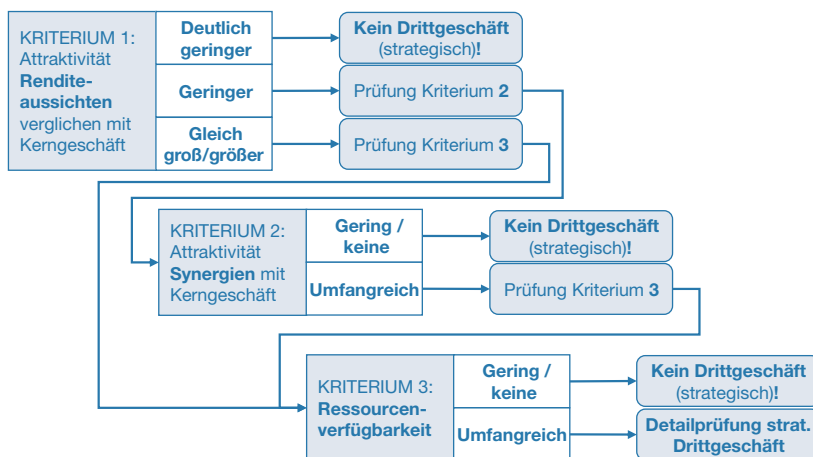 KRITERIUM 1:
Attraktivität
Rendite-
aussichten
verglichen mit
Kerngeschäft
Deutlich
geringer
Kein Drittgeschäft
(strategisch)!
Geringer
Prüfung Kriterium 2
Gleich
groß/größer
Prüfung Kriterium 3
KRITERIUM 2:
Attraktivität
Synergien mit
Kerngeschäft
Gering /
keine
Kein Drittgeschäft
(strategisch)!
Umfangreich
Prüfung Kriterium 3
KRITERIUM 3:
Ressourcen-
verfügbarkeit
Gering /
keine
Kein Drittgeschäft
(strategisch)!
Umfangreich
Detailprüfung strat.
Drittgeschäft